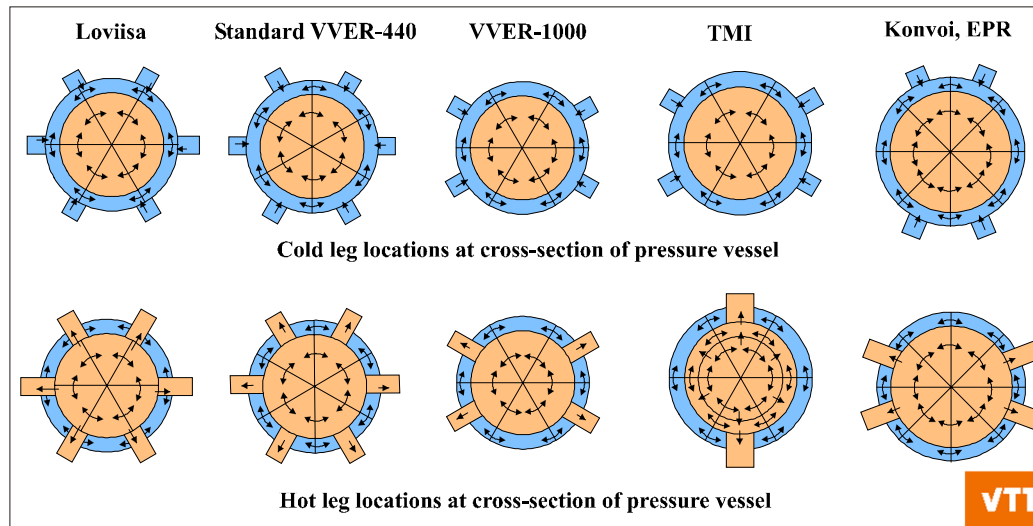 Loviisa Standard VVER-440 VVER-1000 TMI Konvoi, EPR
Cold leg locations at cross-section of pressure vessel
Hot leg locations at cross-section of pressure vessel
VTT